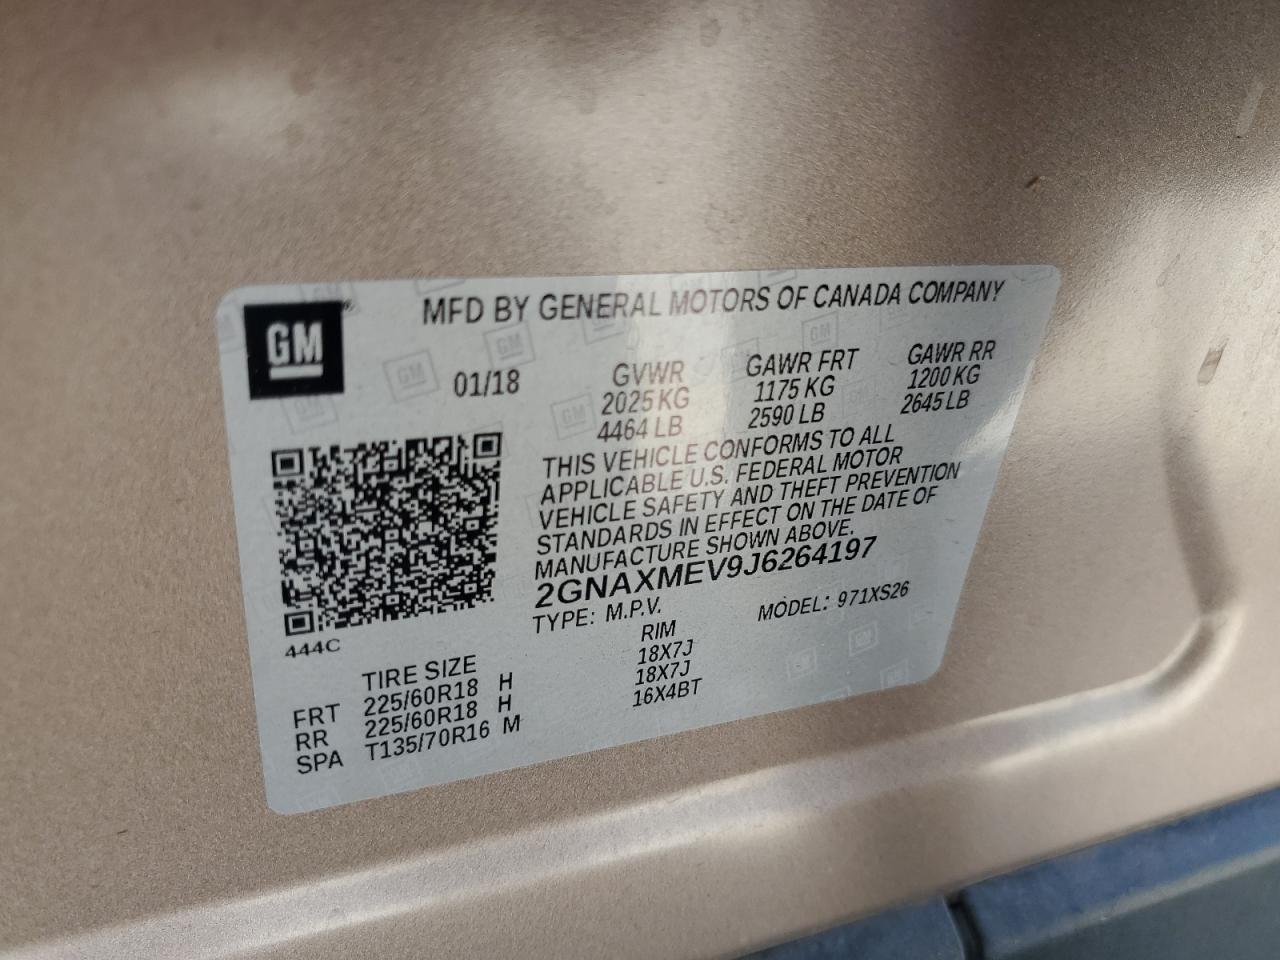 GM
MFD BY GENERAL MOTORS OF CANADA COMPANY
01/18
GVWR GAWR FRT GAWR RR
2025 KG 1175 KG 1200 KG
4464 LB 2590 LB 2645 LB
THIS VEHICLE CONFORMS TO ALL
APPLICABLE U.S. FEDERAL MOTOR
VEHICLE SAFETY AND THEFT PREVENTION
STANDARDS IN EFFECT ON THE DATE OF
MANUFACTURE SHOWN ABOVE.
2GNAXMEV9J6264197
TYPE: M.P.V. MODEL: 971XS26
444C
TIRE SIZE RIM
FRT 225/60R18 H 18X7J
RR 225/60R18 H 18X7J
SPA T135/70R16 M 16X4BT